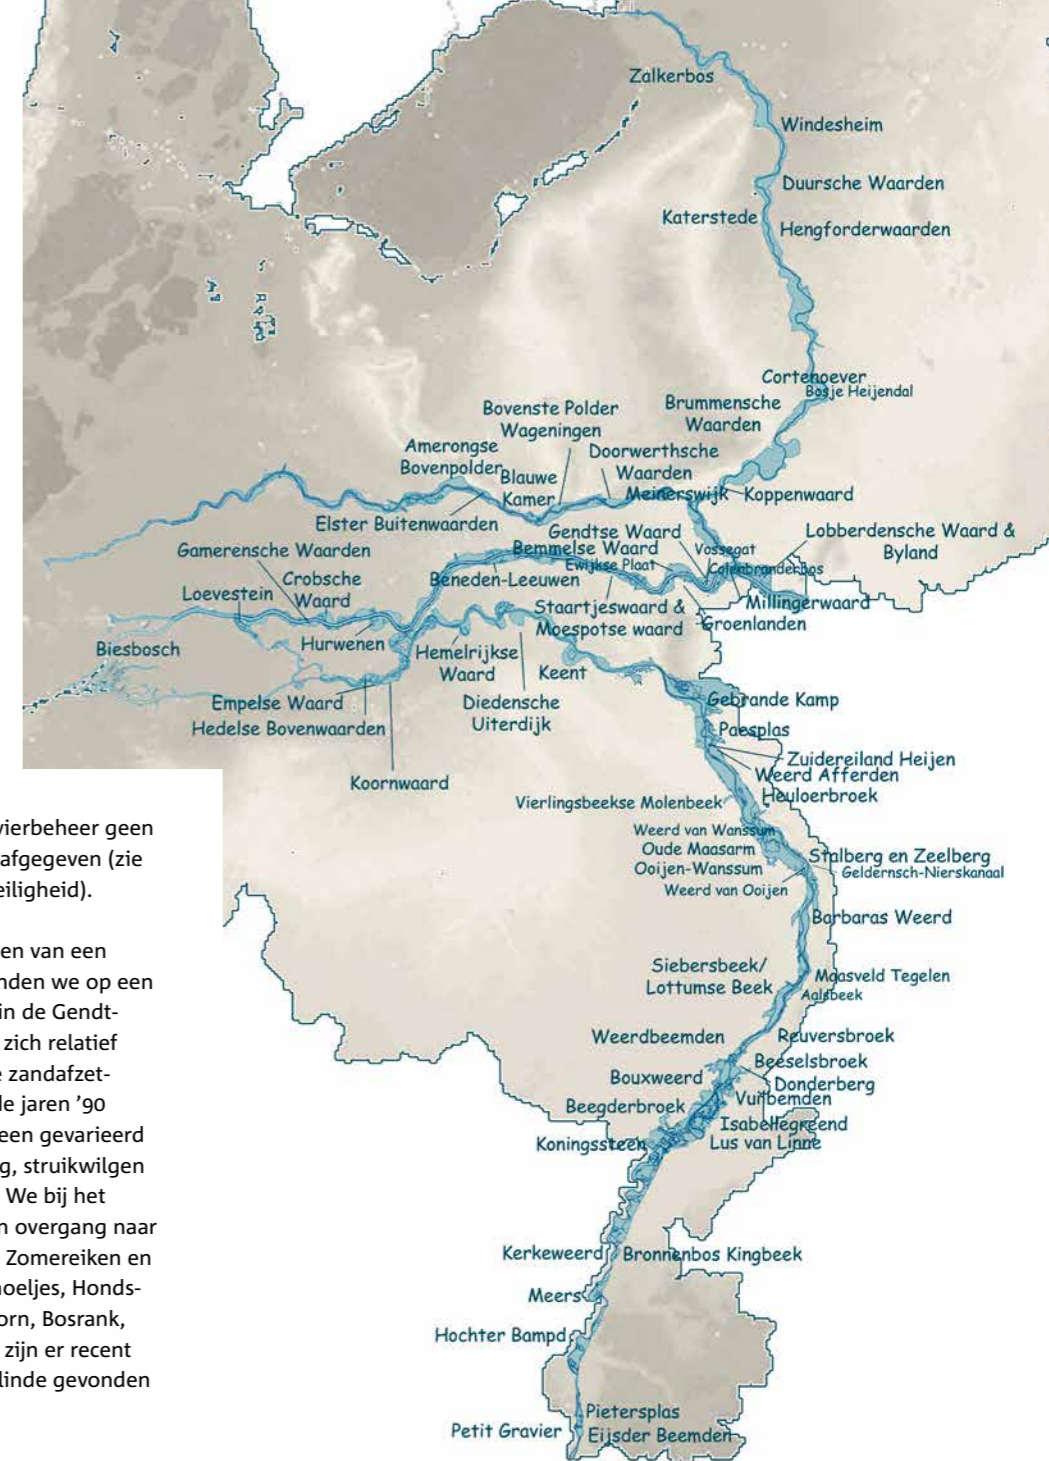 Zalkerbos
Windesheim
Duursche Waarden
Katerstede
Hengforderwaarden
Cortenoever
Bosje Heijendal
Brummensche
Waarden
Bovenste Polder
Wageningen
Doorwerthsche
Waarden
Amerongse
Bovenpolder
Blauwe
Kamer
Meinerswijk
Koppenwaard
Elster Buitenwaarden
Gendtse Waard
Lobberdensche Waard &
Byland
Gamerensche Waarden
Bemmelse Waard
Vossegat
Ewijkse Plaat
Colenbranderbos
Crobsche
Waard
Beneden-Leeuwen
Loevestein
Staartjeswaard &
Moespotse waard
Millingerwaard
Groenlanden
Hurwenen
Biesbosch
Hemelrijkse
Waard
Keent
Empelse Waard
Diedensche
Uiterdijk
Hedelse Bovenwaarden
Gebrande Kamp
Paesplas
Koornwaard
Zuidereiland Heijen
Weerd Afferden
Heuloerbroek
Vierlingsbeekse Molenbeek
Weerd van Wanssum
Oude Maasarm
Ooijen-Wanssum
Stalberg en Zeelberg
Geldernsch-Nierskanaal
Weerd van Ooijen
Barbaras Weerd
Siebersbeek/
Lottumse Beek
Maasveld Tegelen
Aalsbeek
Weerdbeemden
Reuversbroek
Beeselsbroek
Bouxweerd
Donderberg
Vuilbemden
Beegderbroek
Isabellegreend
Koningssteen
Lus van Linne
Kerkeweerd
Bronnenbos Kingbeek
Meers
Hochter Bampd
Pietersplas
Petit Gravier
Eijsder Beemden
vierbeheer geen
afgegeven (zie
eiligheid).
en van een
nden we op een
in de Gendt-
zich relatief
e zandafzet-
de jaren ’90
een gevarieerd
g, struikwilgen
We bij het
n overgang naar
Zomereiken en
noeljes, Honds-
orn, Bosrank,
zijn er recent
linde gevonden